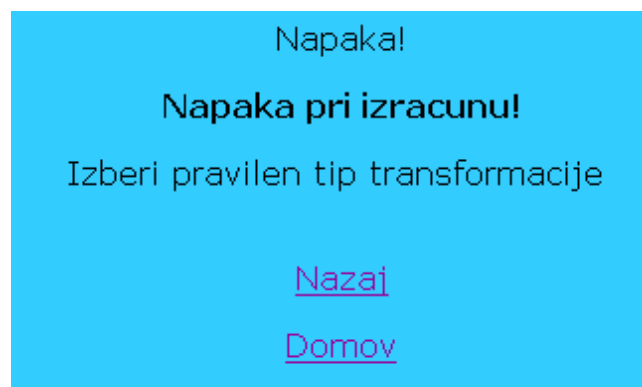 Napaka!
Napaka pri izracunu!
Izberi pravilen tip transformacije
Nazaj
Domov